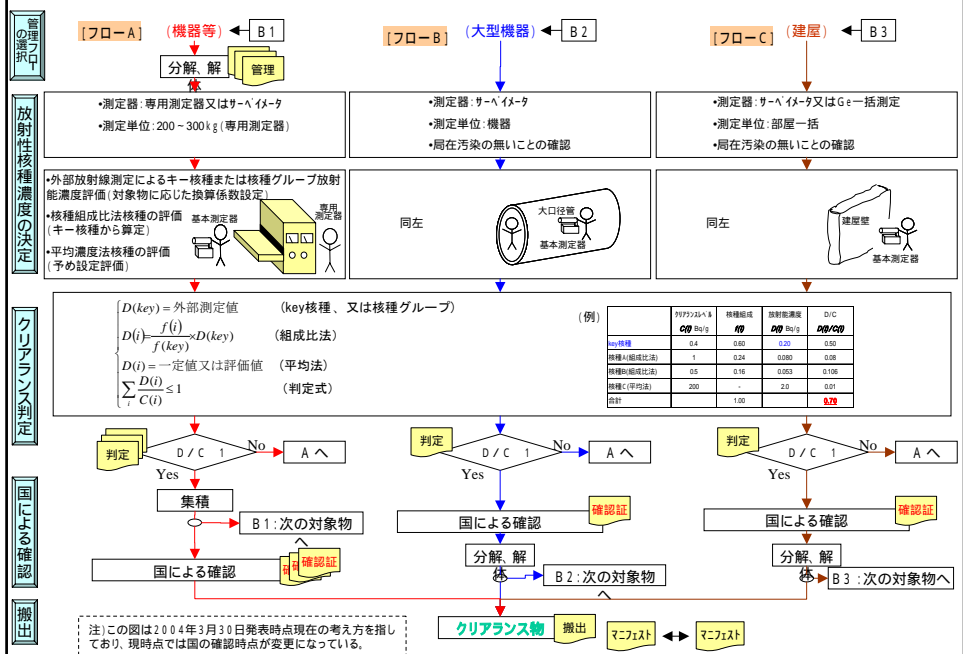 管理フロー
の選択
[フローA]
(機器等)
B1
[フローB]
(大型機器)
B2
[フローC]
(建屋)
B3
分解、解
体
管理
放射性核種濃度の決定
•測定器:専用測定器又はサーベイメータ
•測定単位:200~300kg(専用測定器)
•測定器:サーベイメータ
•測定単位:機器
•局在汚染の無いことの確認
•測定器:サーベイメータ又はGe一括測定
•測定単位:部屋一括
•局在汚染の無いことの確認
•外部放射線測定によるキー核種または核種グループ放射
能濃度評価(対象物に応じた換算係数設定)
•核種組成比法核種の評価
(キー核種から算定)
•平均濃度法核種の評価
(予め設定評価)
基本測定器
専用
測定器
同左
大口径管
基本測定器
同左
建屋壁
基本測定器
クリアランス判定
D(key) = 外部測定値 (key核種、又は核種グループ)
D(i) = f(i)/f(key) × D(key) (組成比法)
D(i) = 一定値又は評価値 (平均法)
∑i D(i)/C(i) ≤ 1 (判定式)
(例)
クリアランスレベル 核種組成 放射能濃度 D/C
C(i) Bq/g f(i) D(i) Bq/g D(i)/C(i)
key核種 0.4 0.60 0.20 0.50
核種A(組成比法) 1 0.24 0.080 0.08
核種B(組成比法) 0.5 0.16 0.053 0.106
核種C(平均法) 200 - 2.0 0.01
合計 1.00 0.70
判定
D/C 1
No
Aへ
Yes
判定
D/C 1
No
Aへ
Yes
判定
D/C 1
No
Aへ
Yes
国による確認
集積
B1:次の対象物
へ
国による確認
確認証
国による確認
確認証
分解、解
体
B2:次の対象物
へ
国による確認
確認証
分解、解
体
B3:次の対象物へ
搬出
注)この図は2004年3月30日発表時点現在の考え方を指し
ており、現時点では国の確認時点が変更になっている。
クリアランス物
搬出
マニフェスト
マニフェスト